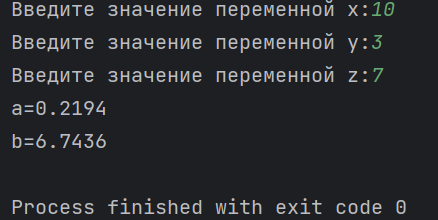 Введите значение переменной x:10
Введите значение переменной y:3
Введите значение переменной z:7
a=0.2194
b=6.7436
Process finished with exit code 0